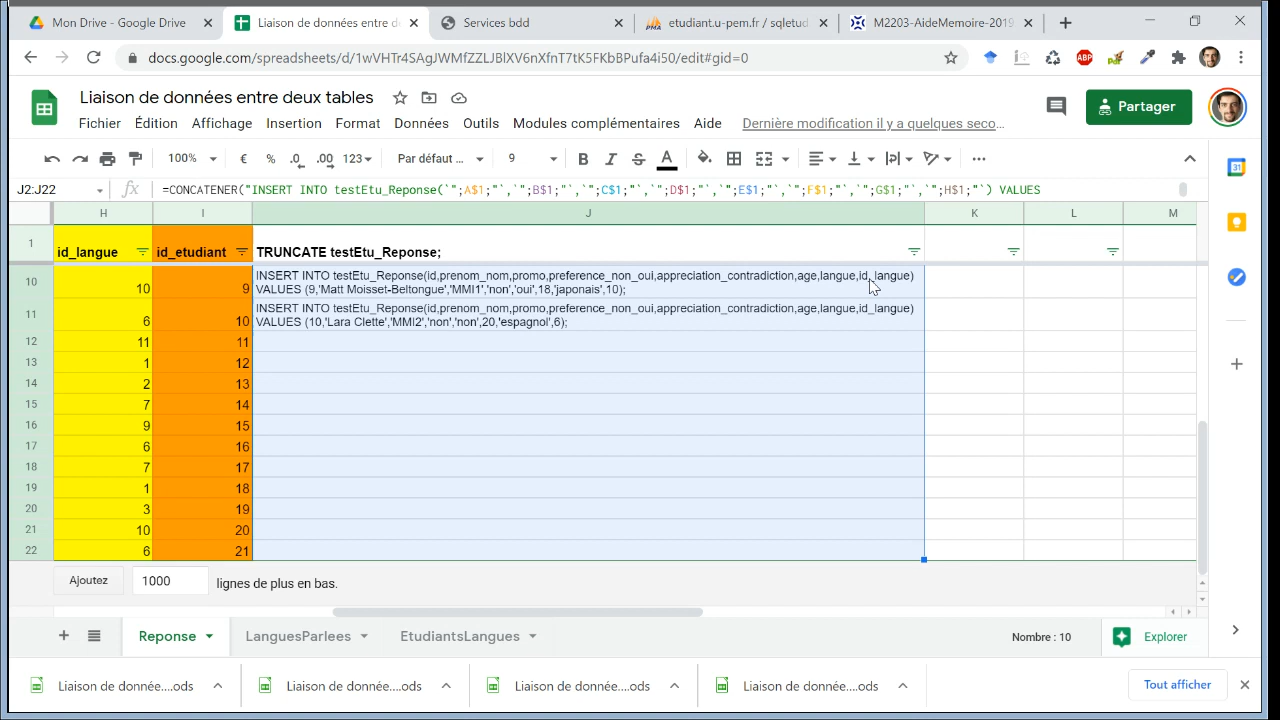 Mon Drive - Google Drive
Liaison de données entre d
Services bdd
etudiant.u-pem.fr / sqletud
M2203-AideMemoire-2019
docs.google.com/spreadsheets/d/1wVHTr4SAgJWMfZZLJBlXV6nXfnT7tK5FKbBPufa4i50/edit#gid=0
Liaison de données entre deux tables
Partager
Fichier Édition Affichage Insertion Format Données Outils Modules complémentaires Aide Dernière modification il y a quelques seco...
100% € % .0 .00 123 Par défaut ... 9 B I S A
J2:J22 fx =CONCATENER("INSERT INTO testEtu_Reponse(`";A$1;"`,`";B$1;"`,`";C$1;"`,`";D$1;"`,`";E$1;"`,`";F$1;"`,`";G$1;"`,`";H$1;"`) VALUES
H I J K L M
1 id_langue id_etudiant TRUNCATE testEtu_Reponse;
10 10 9 INSERT INTO testEtu_Reponse(id,prenom_nom,promo,preference_non_oui,appreciation_contradiction,age,langue,id_langue)
VALUES (9,'Matt Moisset-Beltongue','MMI1','non','oui',18,'japonais',10);
11 6 10 INSERT INTO testEtu_Reponse(id,prenom_nom,promo,preference_non_oui,appreciation_contradiction,age,langue,id_langue)
VALUES (10,'Lara Clette','MMI2','non','non',20,'espagnol',6);
12 11 11
13 1 12
14 2 13
15 7 14
16 9 15
17 6 16
18 7 17
19 1 18
20 3 19
21 10 20
22 6 21
Ajoutez 1000 lignes de plus en bas.
Reponse LanguesParlees EtudiantsLangues Nombre : 10 Explorer
Liaison de donnée....ods Liaison de donnée....ods Liaison de donnée....ods Liaison de donnée....ods Tout afficher